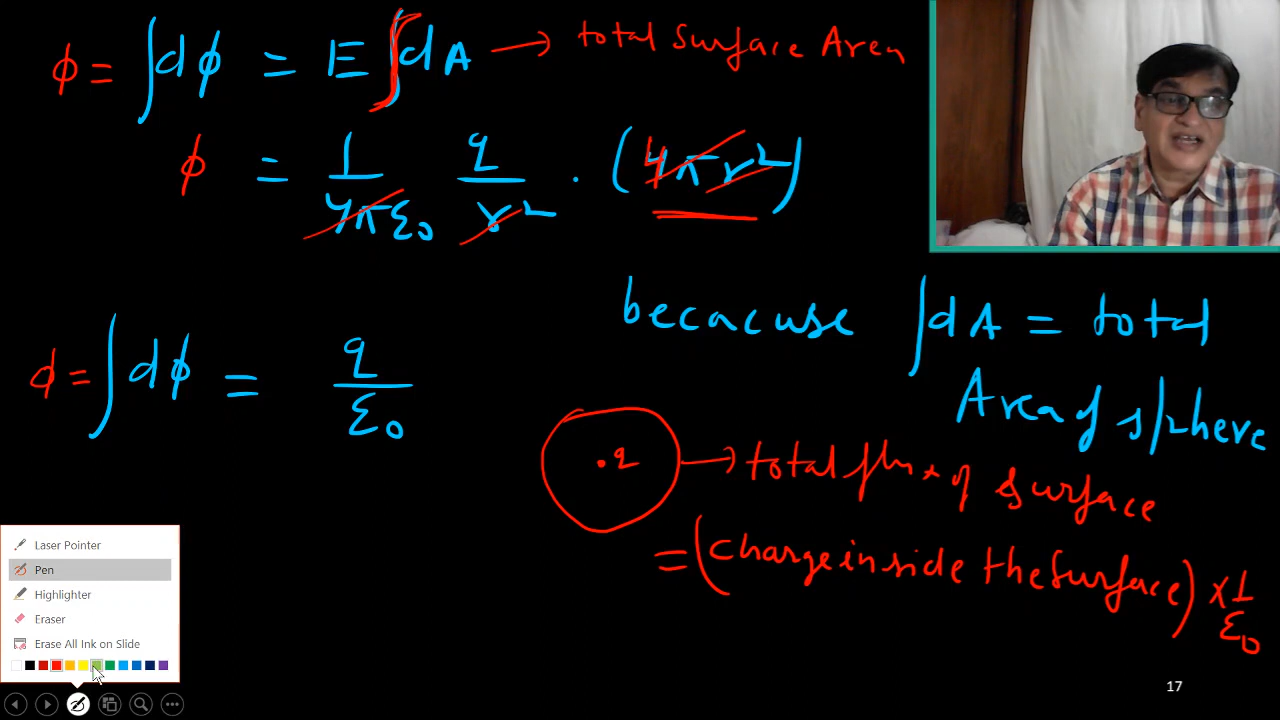 ϕ = ∫dϕ = E ∫dA → total Surface Area
ϕ = 1/4πε0 q/r² . (4πr²)
becacuse ∫dA = total
Area of sphere
ϕ = ∫dϕ = q/ε0
.q → total flux of surface
= (charge inside the surface) × 1/ε0
Laser Pointer
Pen
Highlighter
Eraser
Erase All Ink on Slide
17